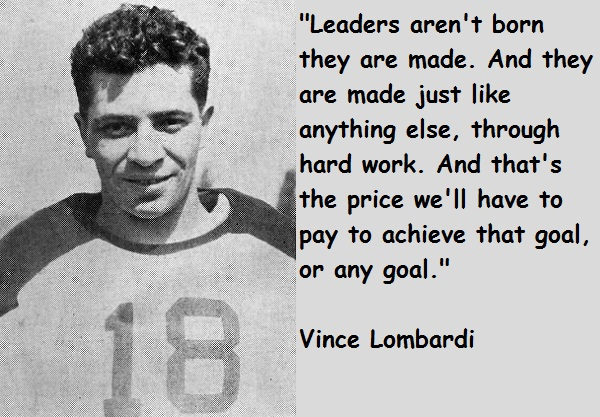 "Leaders aren't born
they are made. And they
are made just like
anything else, through
hard work. And that's
the price we'll have to
pay to achieve that goal,
or any goal."
Vince Lombardi
18